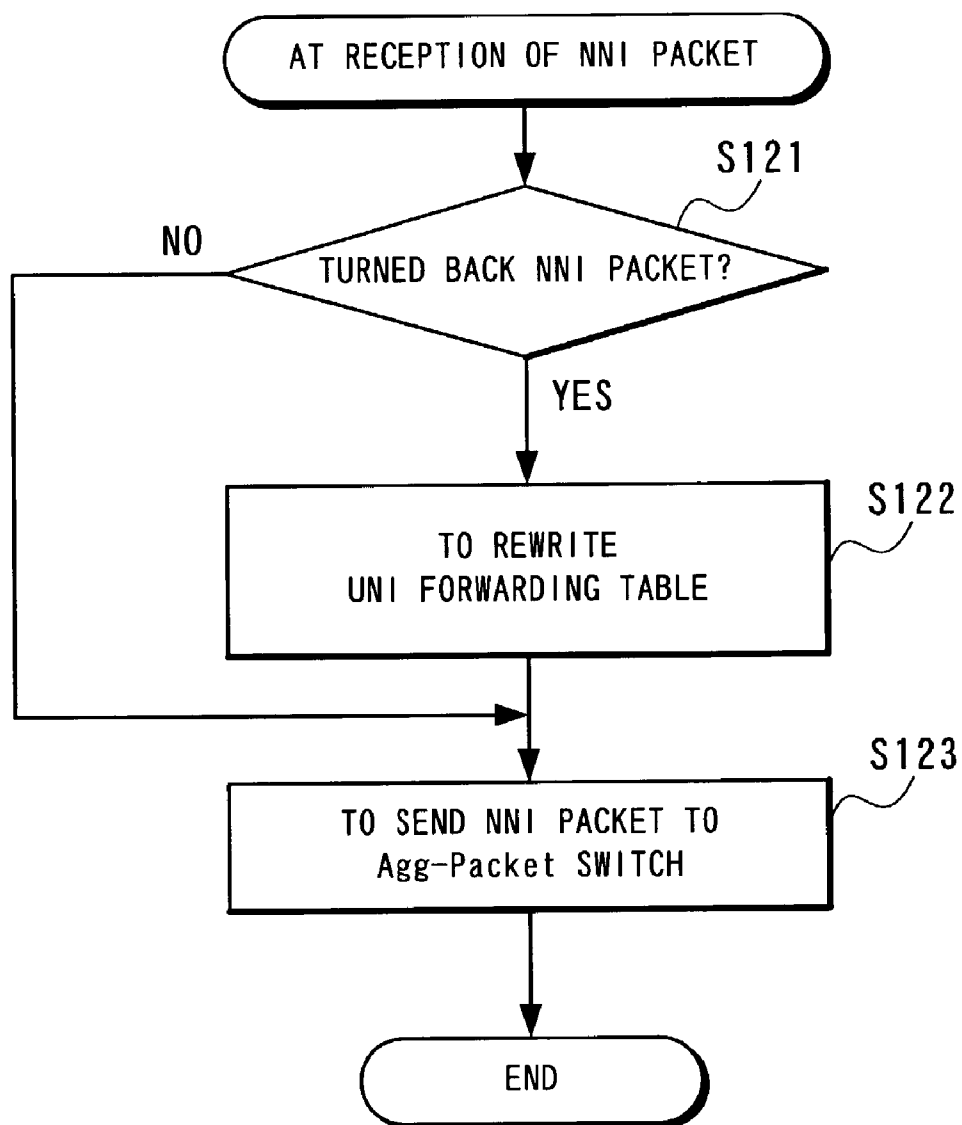 AT RECEPTION OF NNI PACKET
S121
NO
TURNED BACK NNI PACKET?
YES
S122
TO REWRITE
UNI FORWARDING TABLE
S123
TO SEND NNI PACKET TO
Agg-Packet SWITCH
END